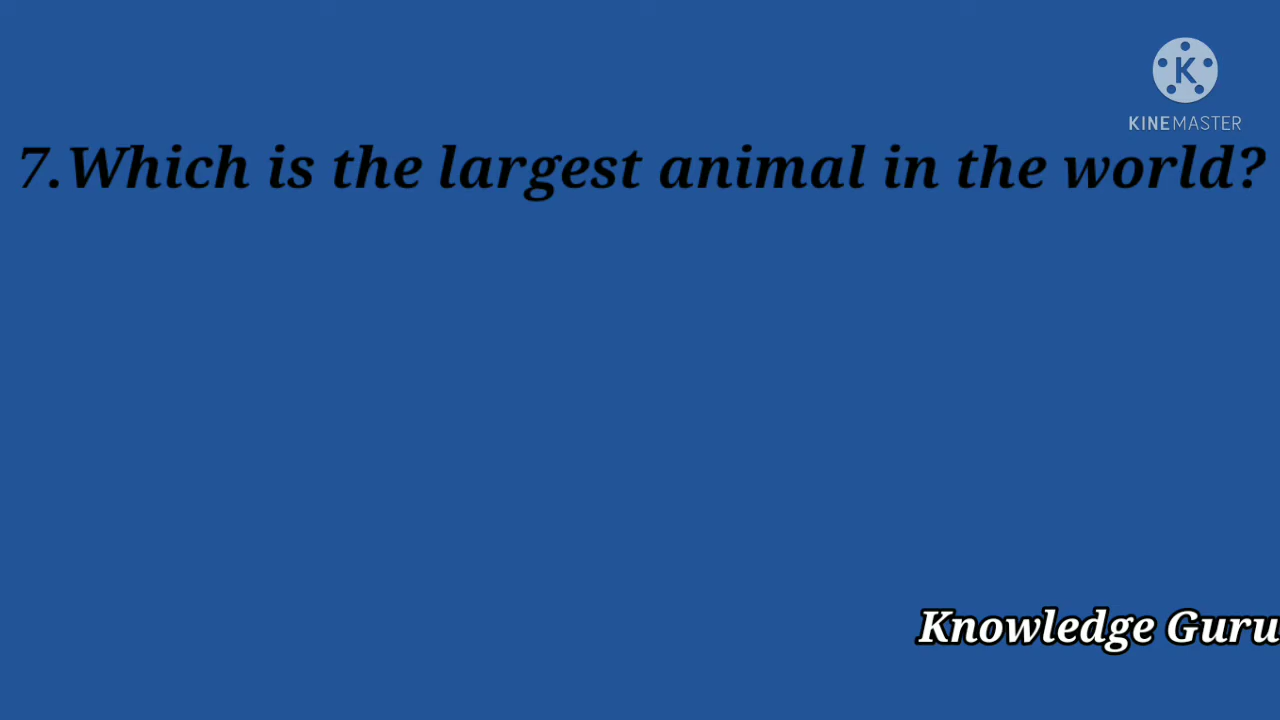 K
KINEMASTER
7.Which is the largest animal in the world?
Knowledge Guru